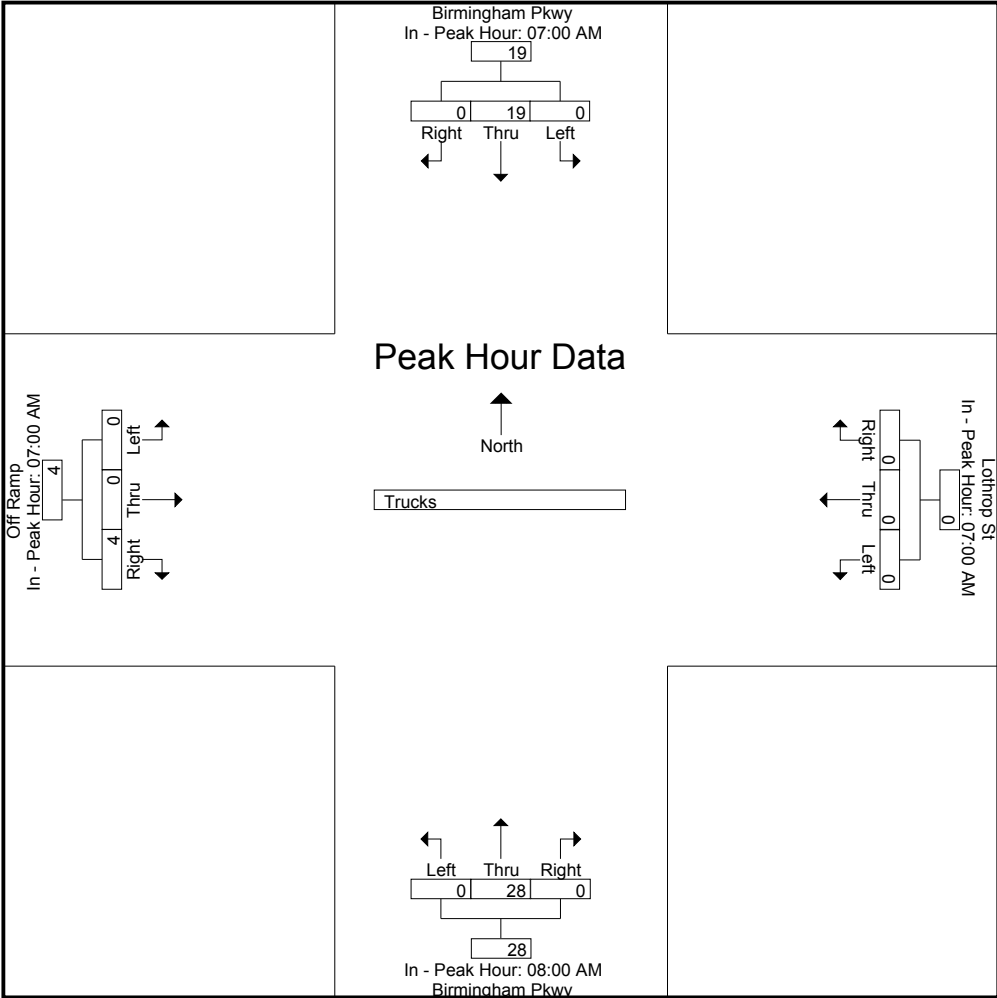 Birmingham Pkwy
In - Peak Hour: 07:00 AM
19
0 19 0
Right Thru Left
Peak Hour Data
North
Trucks
Off Ramp
In - Peak Hour: 07:00 AM
4
0 0 4
Left Thru Right
Lothrop St
In - Peak Hour: 07:00 AM
0
0 0 0
Right Thru Left
Left Thru Right
0 28 0
28
In - Peak Hour: 08:00 AM
Birmingham Pkwy